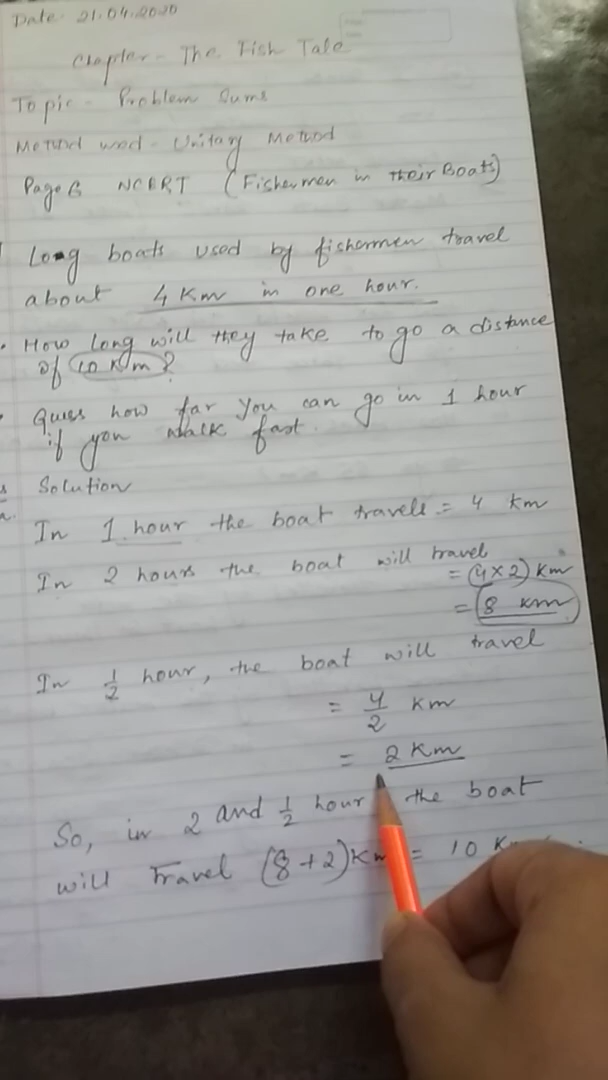 Date. 21.04.2020
Chapter - The Fish Tale
Topic - Problem Sums
Method used - Unitary Method
Page 6 NCERT (Fishermen in their Boats)
Long boats used by fishermen travel
about 4 Km in one hour.
How long will they take to go a distance
of 10 Km?
Guess how far you can go in 1 hour
if you walk fast.
Solution
a.
In 1 hour the boat travels = 4 km
In 2 hours the boat will travel
= (4 x 2) Km
= 8 km
In 1/2 hour, the boat will travel
= 4/2 Km
= 2 Km
So, in 2 and 1/2 hour the boat
will Travel (8 + 2) Km = 10 K